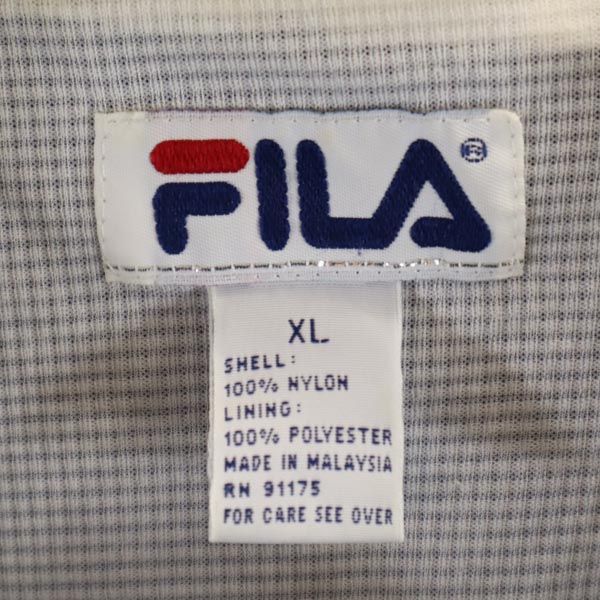 FILA®
XL
SHELL:
100% NYLON
LINING:
100% POLYESTER
MADE IN MALAYSIA
RN 91175
FOR CARE SEE OVER